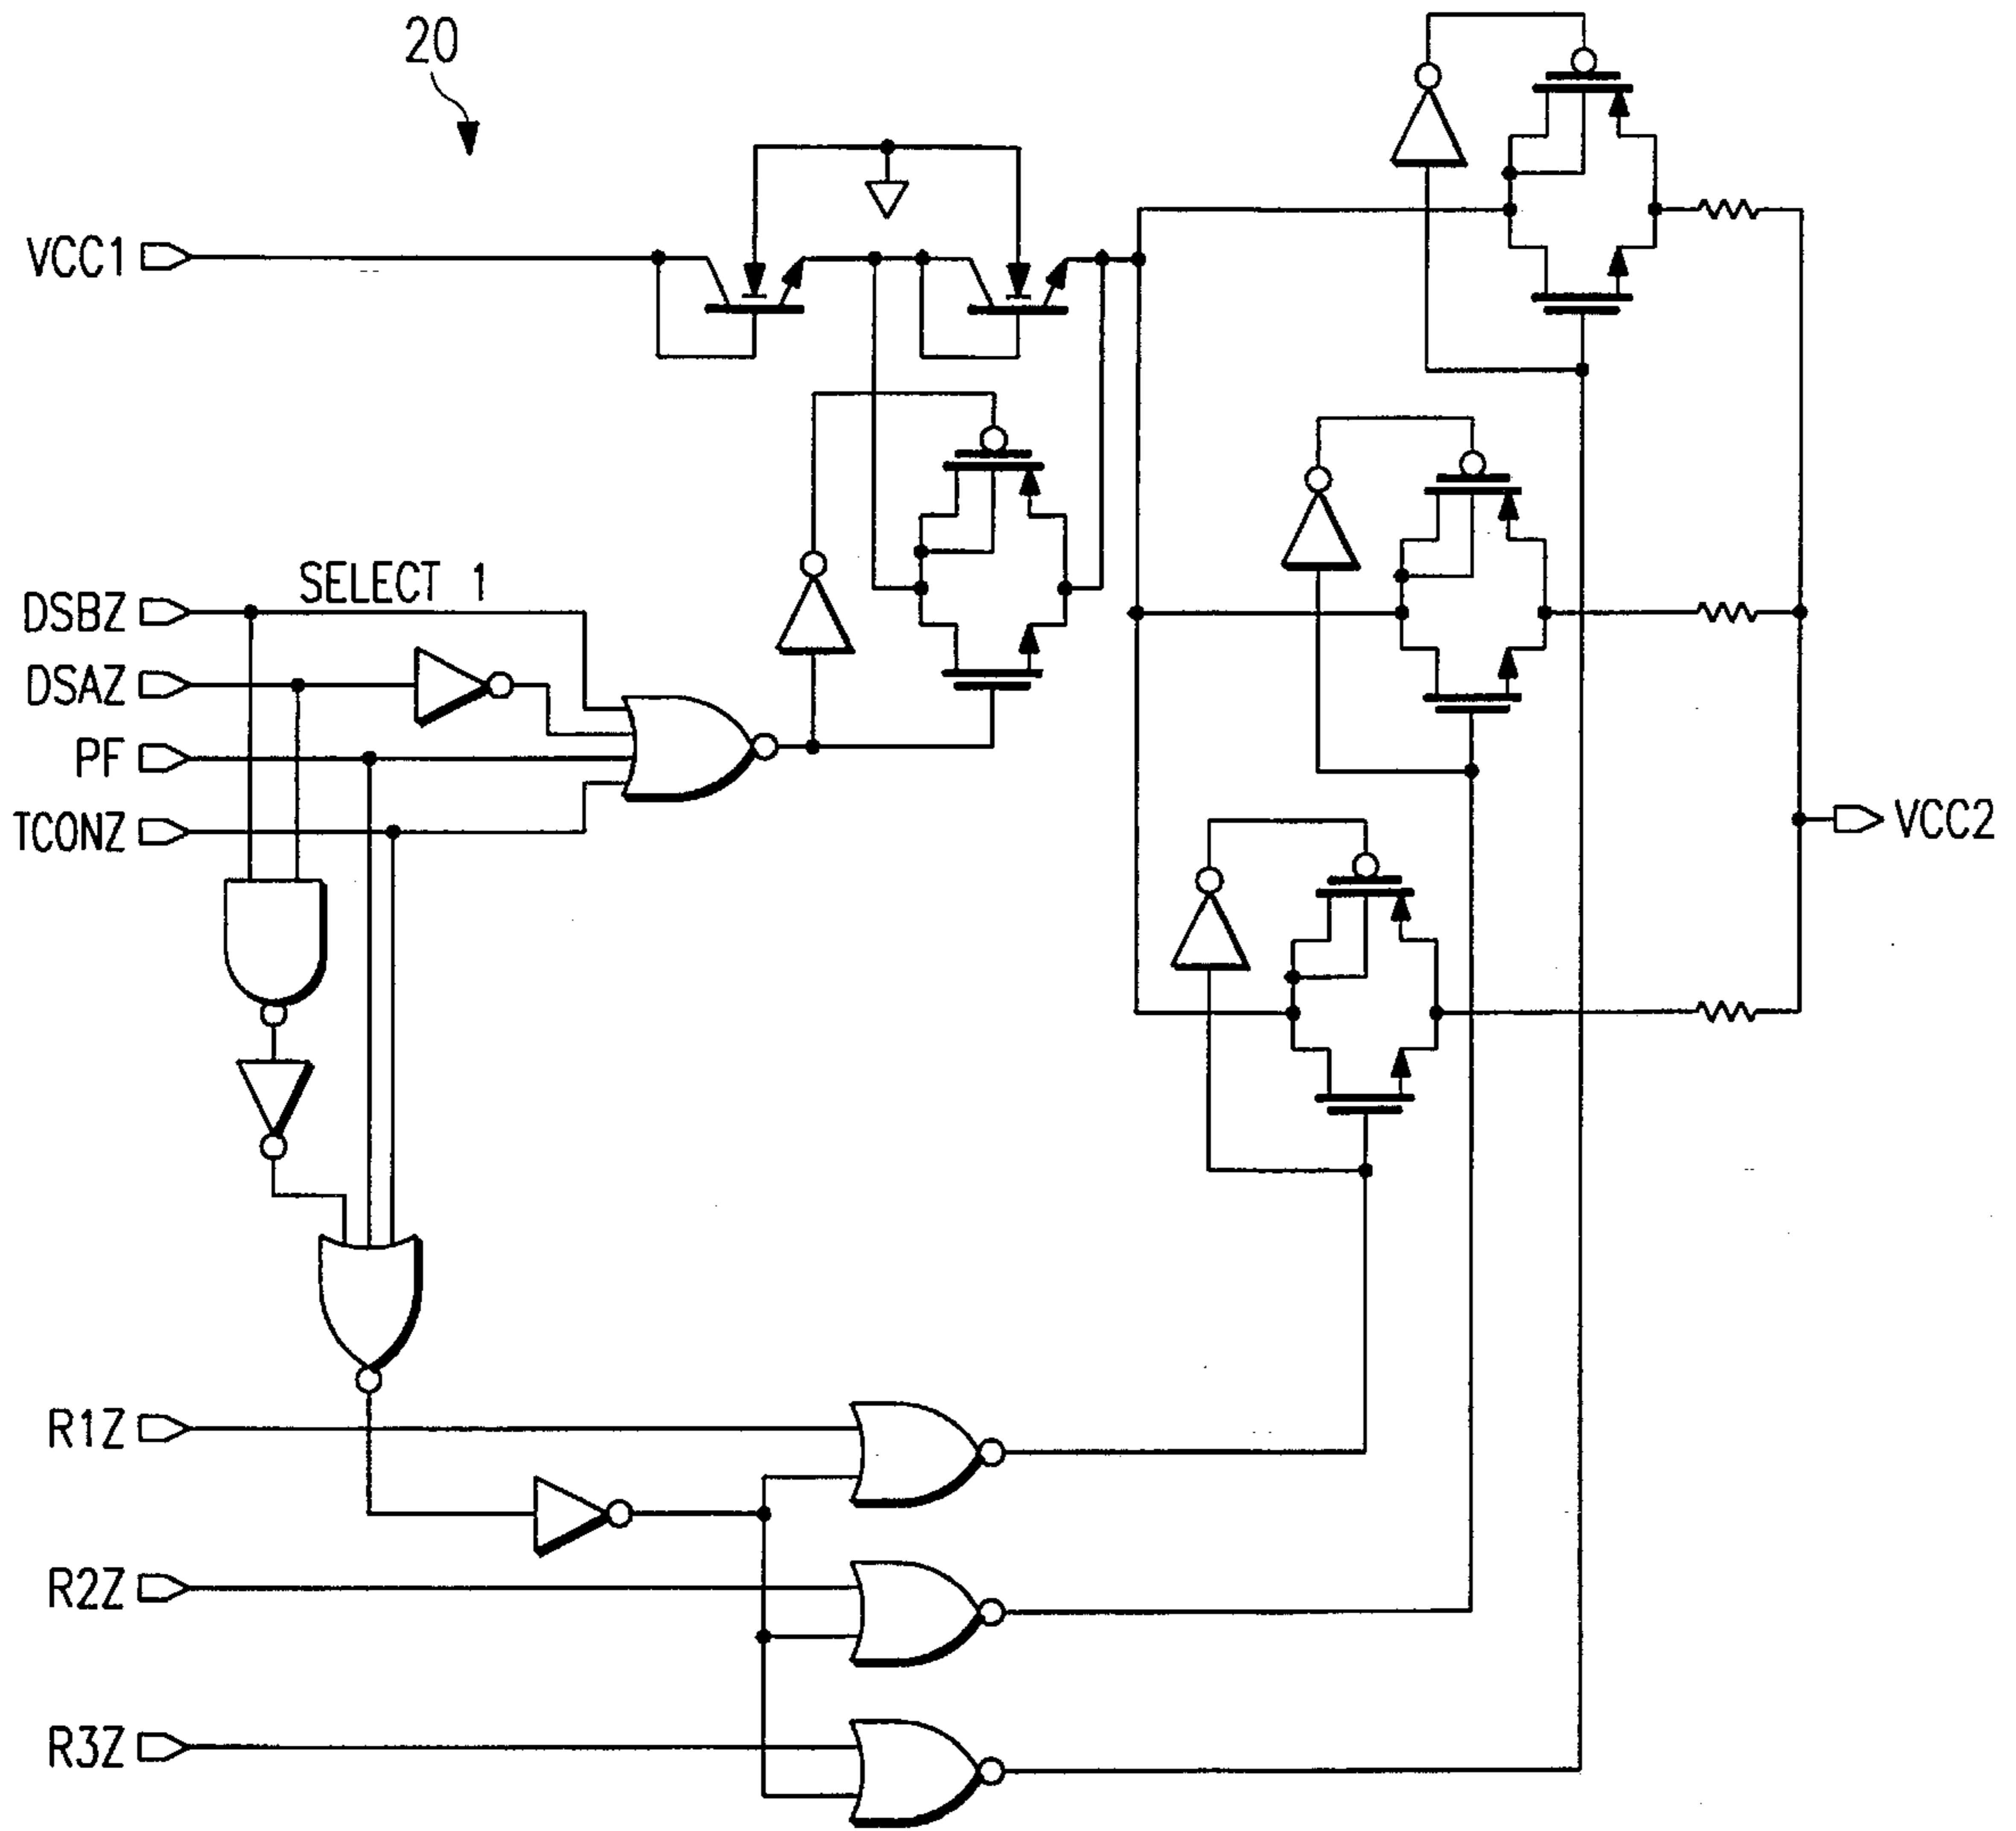 20
VCC1
SELECT 1
DSBZ
DSAZ
PF
TCONZ
VCC2
R1Z
R2Z
R3Z